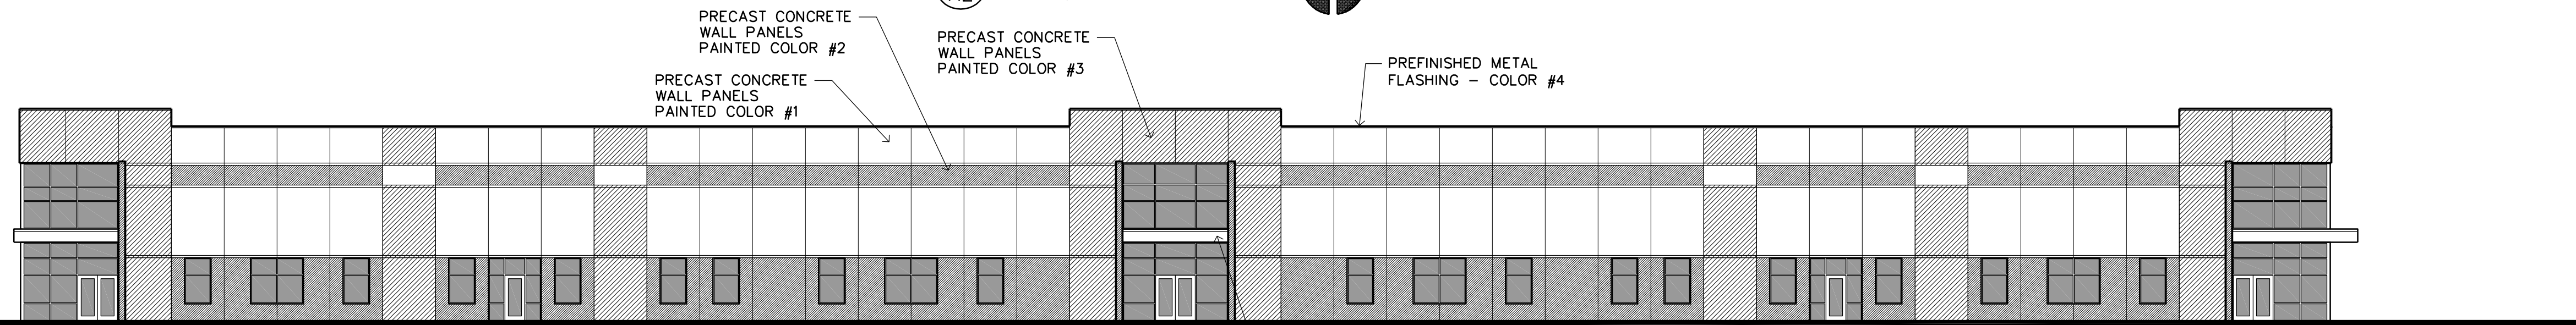 PRECAST CONCRETE
WALL PANELS
PAINTED COLOR #2
PRECAST CONCRETE
WALL PANELS
PAINTED COLOR #3
PREFINISHED METAL
FLASHING – COLOR #4
PRECAST CONCRETE
WALL PANELS
PAINTED COLOR #1